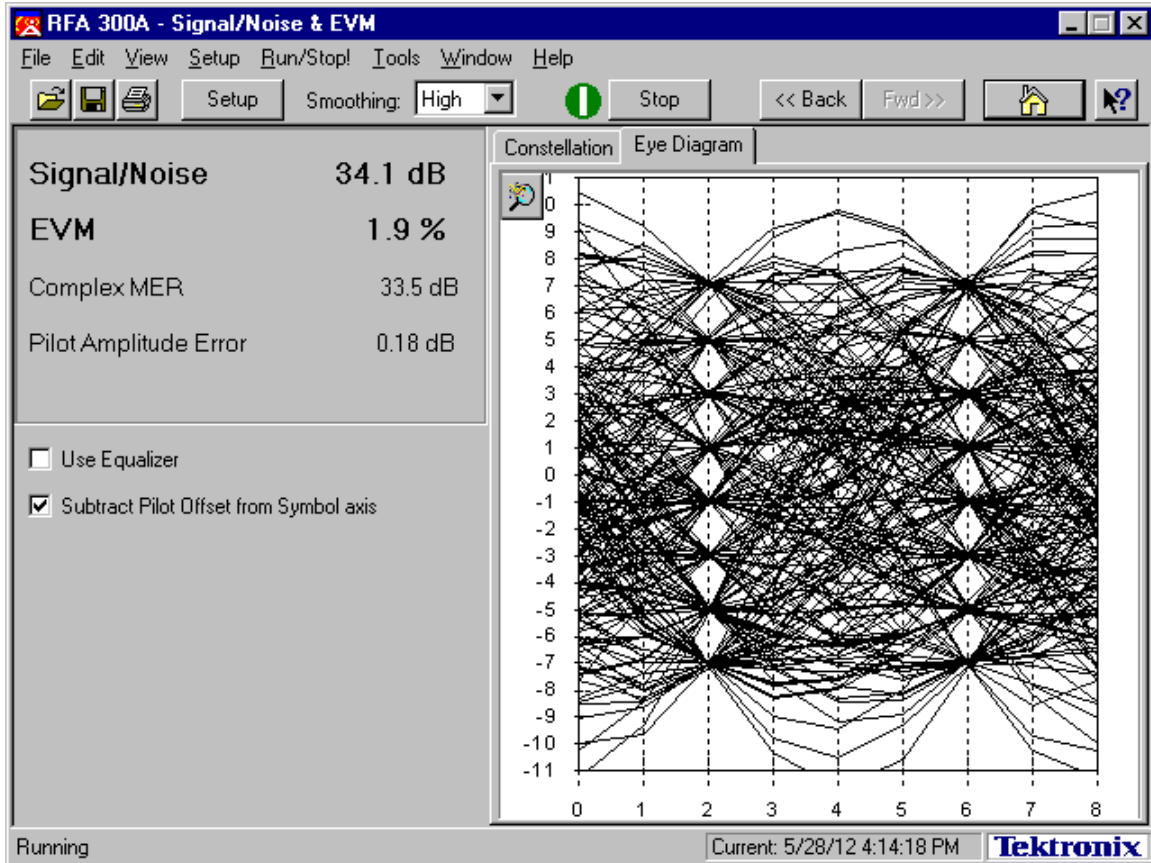 RFA 300A - Signal/Noise & EVM
File Edit View Setup Run/Stop! Tools Window Help
Setup Smoothing: High Stop << Back Fwd >>
Signal/Noise 34.1 dB
EVM 1.9 %
Complex MER 33.5 dB
Pilot Amplitude Error 0.18 dB
Use Equalizer
Subtract Pilot Offset from Symbol axis
Constellation Eye Diagram
9
8
7
6
5
4
3
2
1
0
-1
-2
-3
-4
-5
-6
-7
-8
-9
-10
-11
0 1 2 3 4 5 6 7 8
Running Current: 5/28/12 4:14:18 PM Tektronix